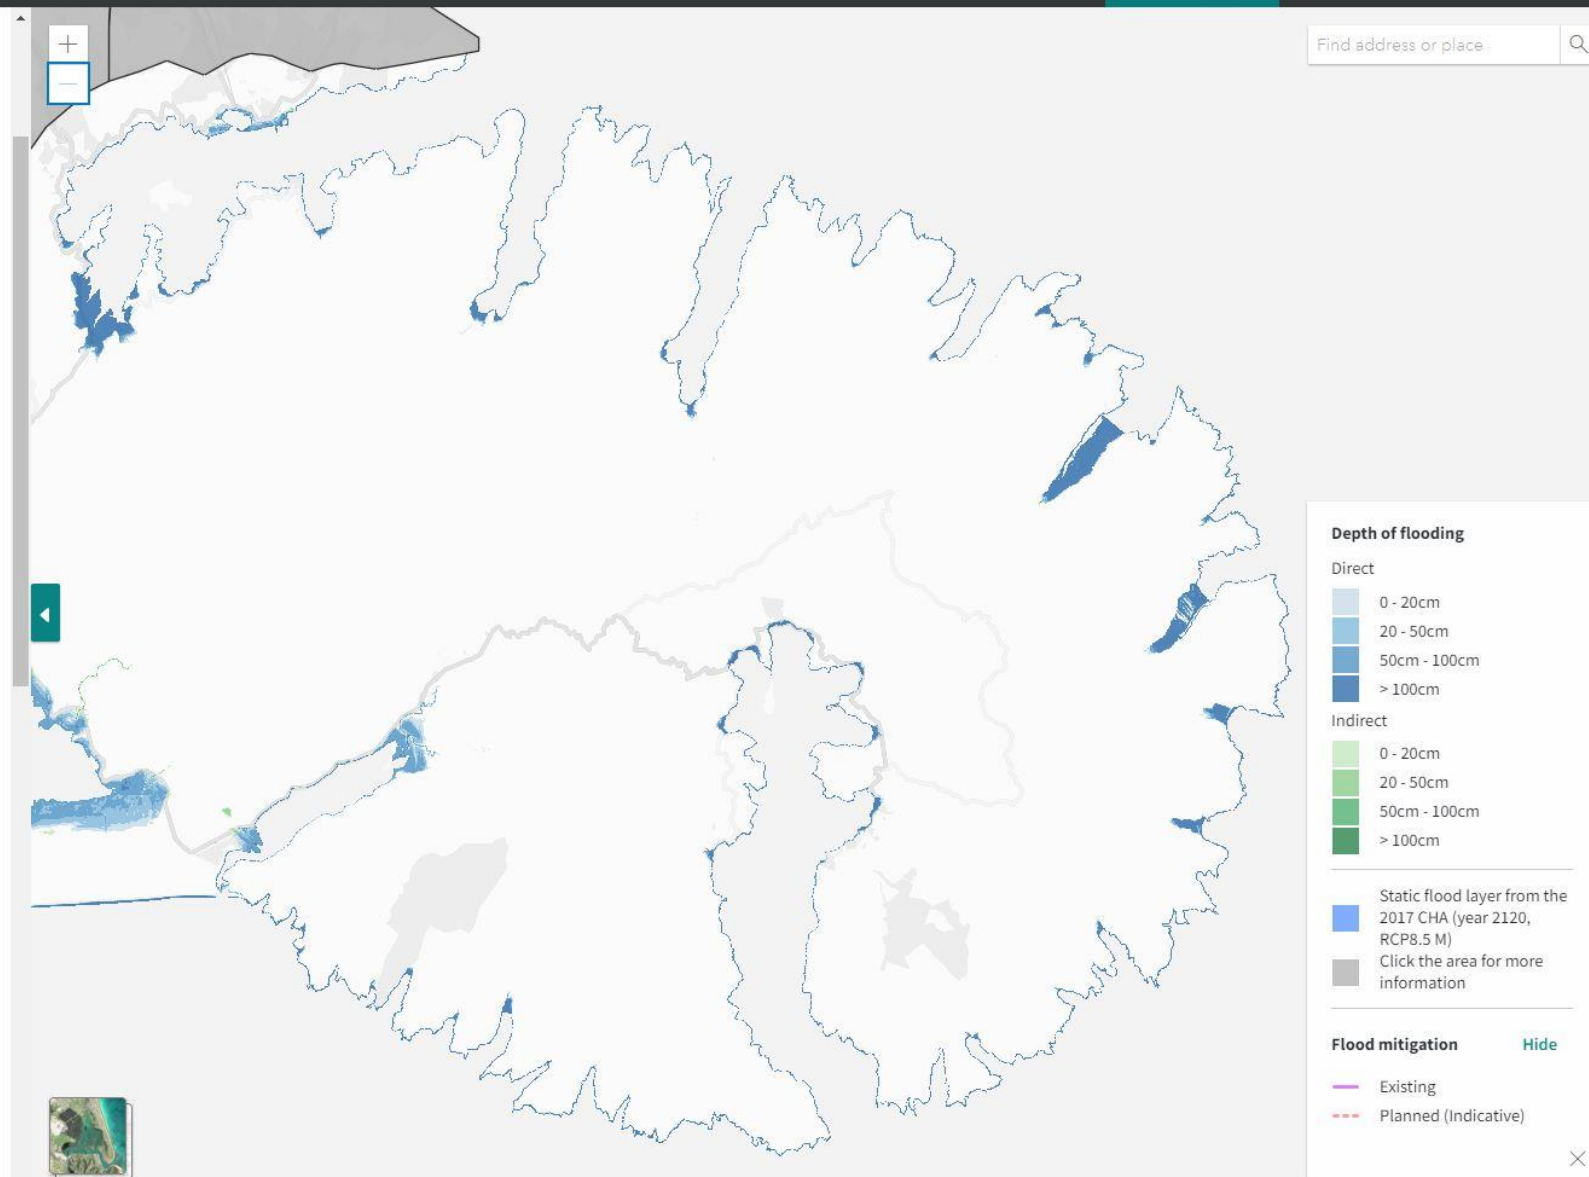 Find address or place
Depth of flooding
Direct
0 - 20cm
20 - 50cm
50cm - 100cm
> 100cm
Indirect
0 - 20cm
20 - 50cm
50cm - 100cm
> 100cm
Static flood layer from the
2017 CHA (year 2120,
RCP8.5 M)
Click the area for more
information
Flood mitigation Hide
Existing
Planned (Indicative)